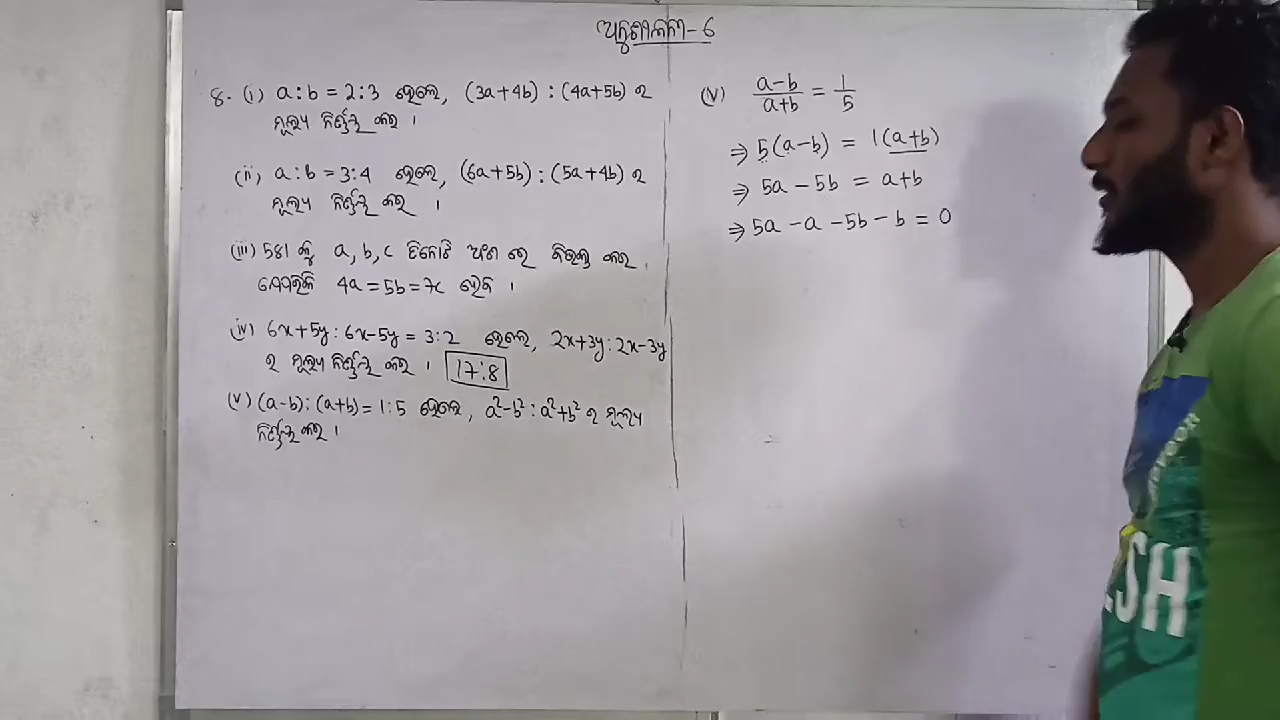 ଅନୁଶୀଳନୀ - 6
8. (i) a : b = 2 : 3 ହେଲେ, (3a+4b) : (4a+5b) ର
ମୂଲ୍ୟ ନିର୍ଣ୍ଣୟ କର ।
(ii) a : b = 3 : 4 ହେଲେ, (6a+5b) : (5a+4b) ର
ମୂଲ୍ୟ ନିର୍ଣ୍ଣୟ କର ।
(iii) 581 କୁ a, b, c ତିନୋଟି ଅଂଶ ରେ ବିଭକ୍ତ କର,
ଯେପରିକି 4a = 5b = 7c ହେବ ।
(iv) 6x+5y : 6x-5y = 3 : 2 ହେଲେ, 2x+3y : 2x-3y
ର ମୂଲ୍ୟ ନିର୍ଣ୍ଣୟ କର । 17:8
(v) (a-b) : (a+b) = 1 : 5 ହେଲେ, a²-b² : a²+b² ର ମୂଲ୍ୟ
ନିର୍ଣ୍ଣୟ କର ।
(v) (a-b)/(a+b) = 1/5
⇒ 5(a-b) = 1(a+b)
⇒ 5a - 5b = a+b
⇒ 5a - a - 5b - b = 0
SH